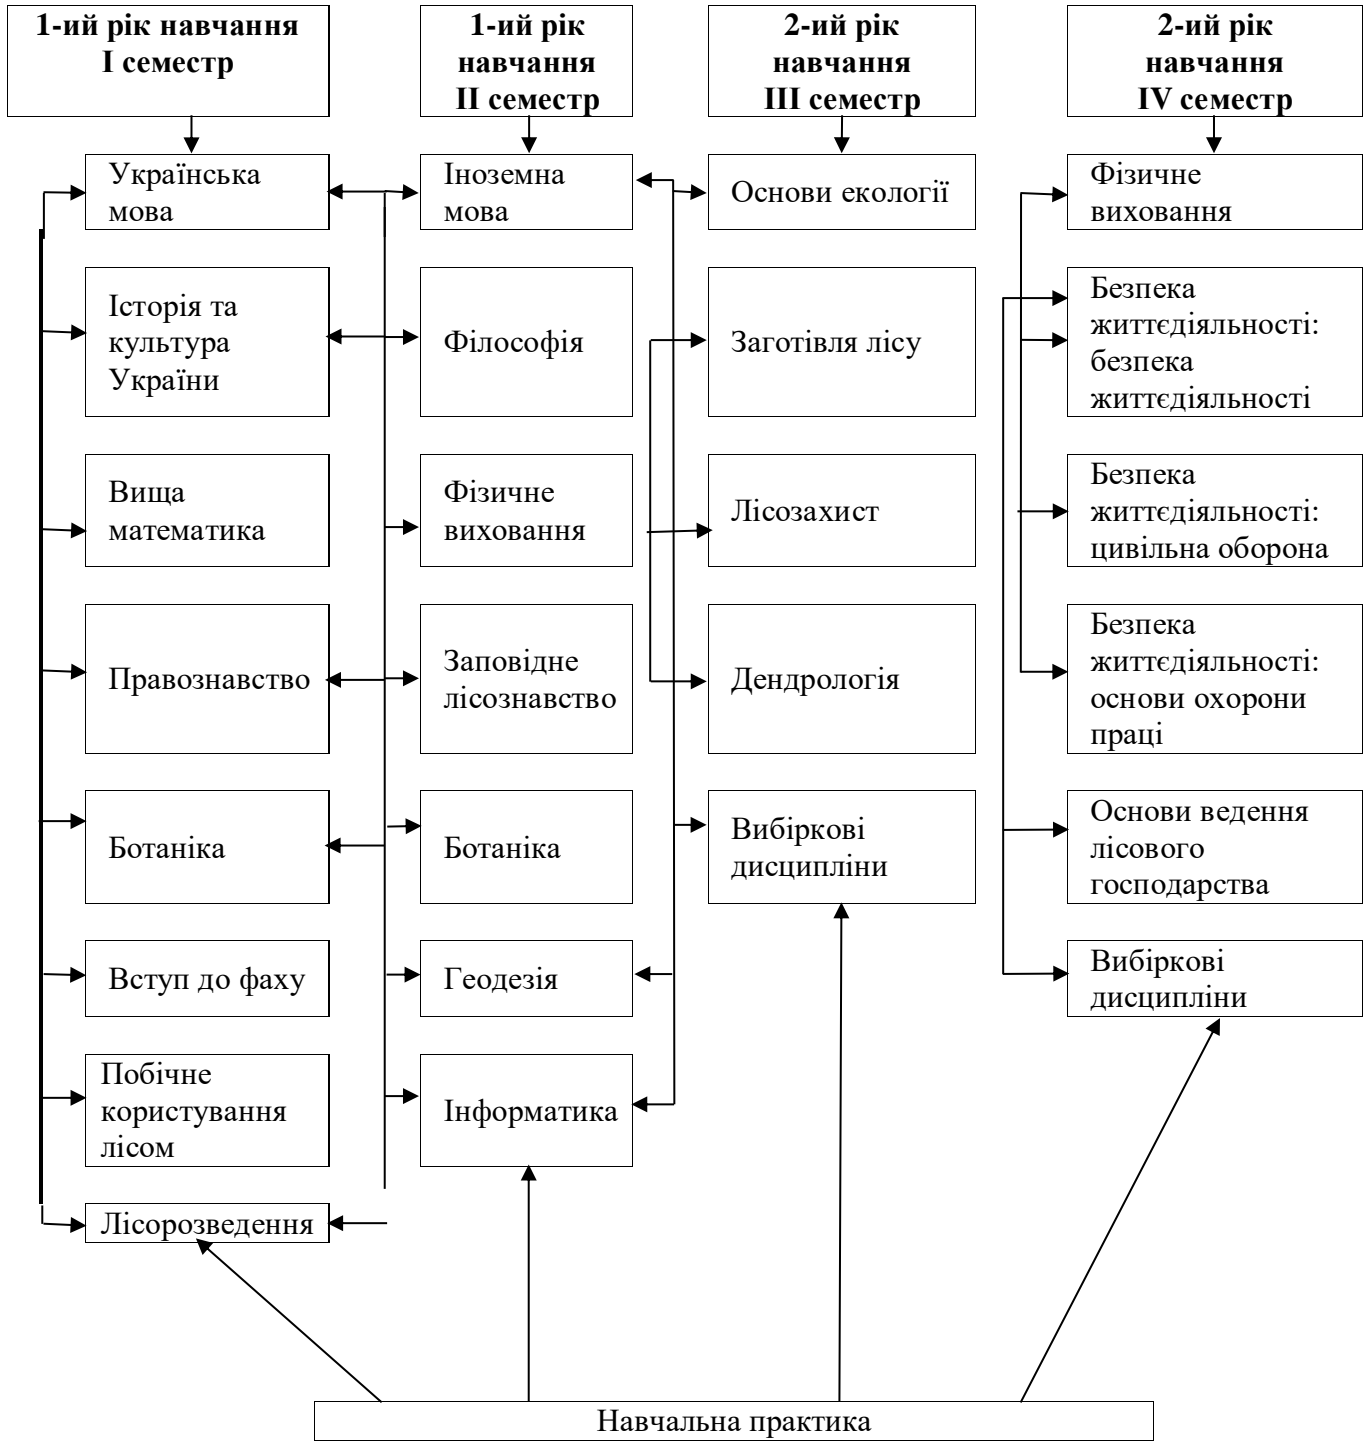 1-ий рік навчання
І семестр
1-ий рік
навчання
ІІ семестр
2-ий рік
навчання
ІІІ семестр
2-ий рік
навчання
IV семестр
Українська
мова
Історія та
культура
України
Вища
математика
Правознавство
Ботаніка
Вступ до фаху
Побічне
користування
лісом
Лісорозведення
Іноземна
мова
Філософія
Фізичне
виховання
Заповідне
лісознавство
Ботаніка
Геодезія
Інформатика
Основи екології
Заготівля лісу
Лісозахист
Дендрологія
Вибіркові
дисципліни
Фізичне
виховання
Безпека
життєдіяльності:
безпека
життєдіяльності
Безпека
життєдіяльності:
цивільна оборона
Безпека
життєдіяльності:
основи охорони
праці
Основи ведення
лісового
господарства
Вибіркові
дисципліни
Навчальна практика